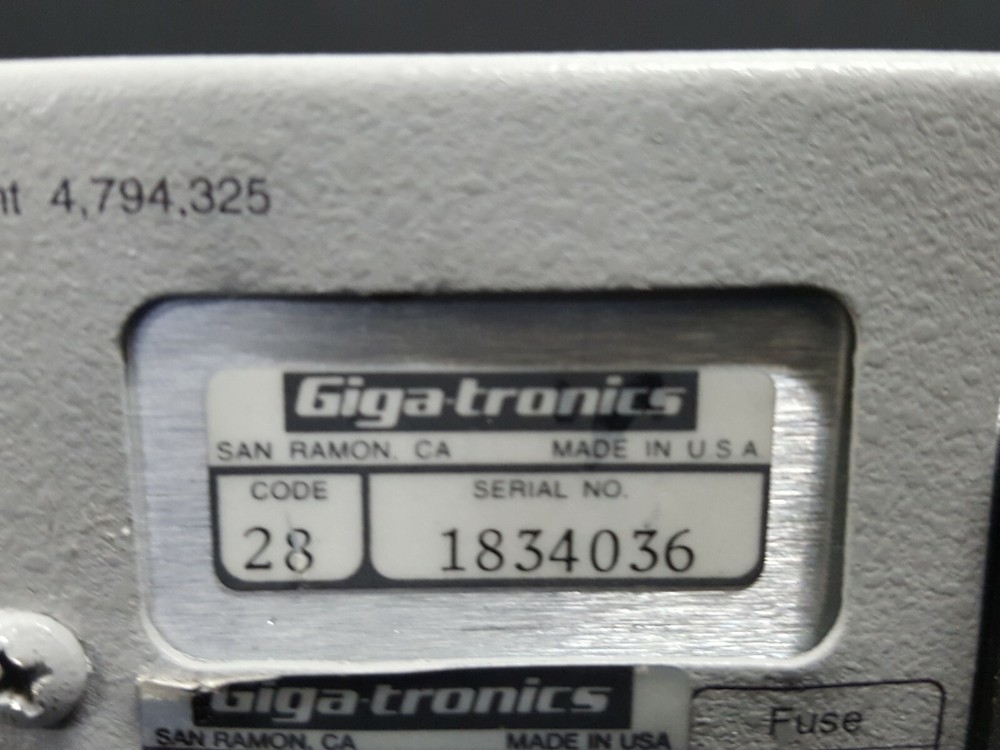 4,794,325
Giga-tronics
SAN RAMON, CA MADE IN U S A
CODE SERIAL NO.
28 1834036
Giga-tronics
Fuse
SAN RAMON, CA MADE IN USA